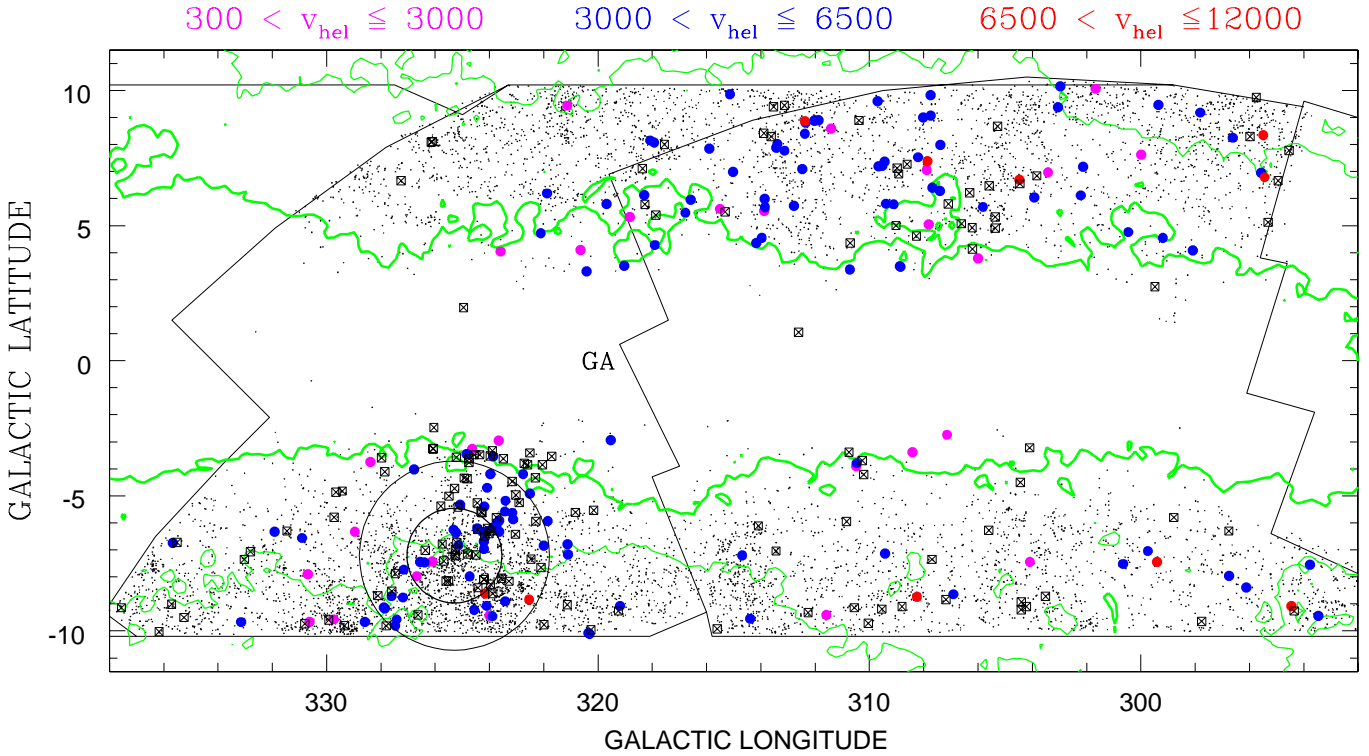 300 < v_hel ≦ 3000 3000 < v_hel ≦ 6500 6500 < v_hel ≦12000
10
5
0
-5
-10
GALACTIC LATITUDE
GA
330 320 310 300
GALACTIC LONGITUDE